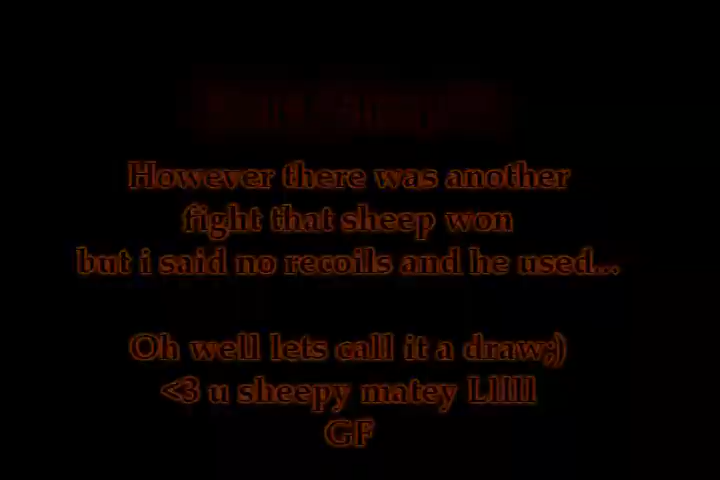 However there was another
fight that sheep won
but i said no recoils and he used...
Oh well lets call it a draw;)
<3 u sheepy matey Lllll
GF